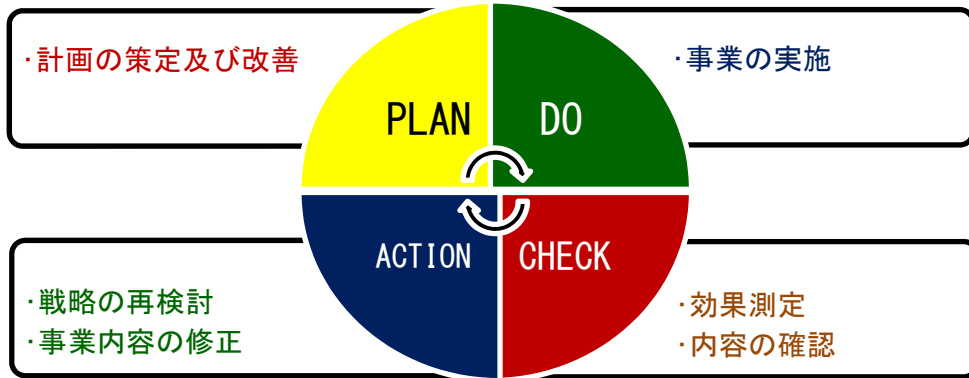 ・計画の策定及び改善
・事業の実施
PLAN
DO
ACTION
CHECK
・戦略の再検討
・事業内容の修正
・効果測定
・内容の確認